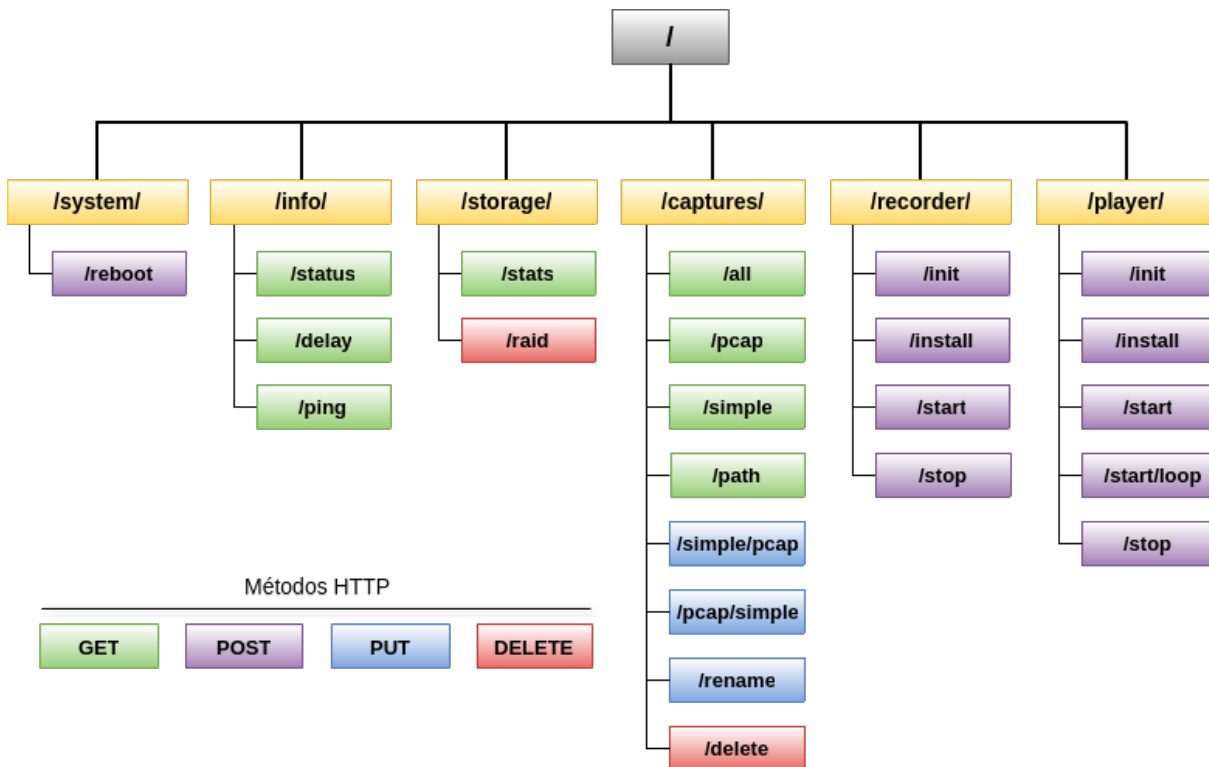 /
/system/
/info/
/storage/
/captures/
/recorder/
/player/
/reboot
/status
/stats
/all
/init
/init
/delay
/raid
/pcap
/install
/install
/ping
/simple
/start
/start
/path
/stop
/start/loop
/simple/pcap
/stop
/pcap/simple
/rename
/delete
Métodos HTTP
GET
POST
PUT
DELETE